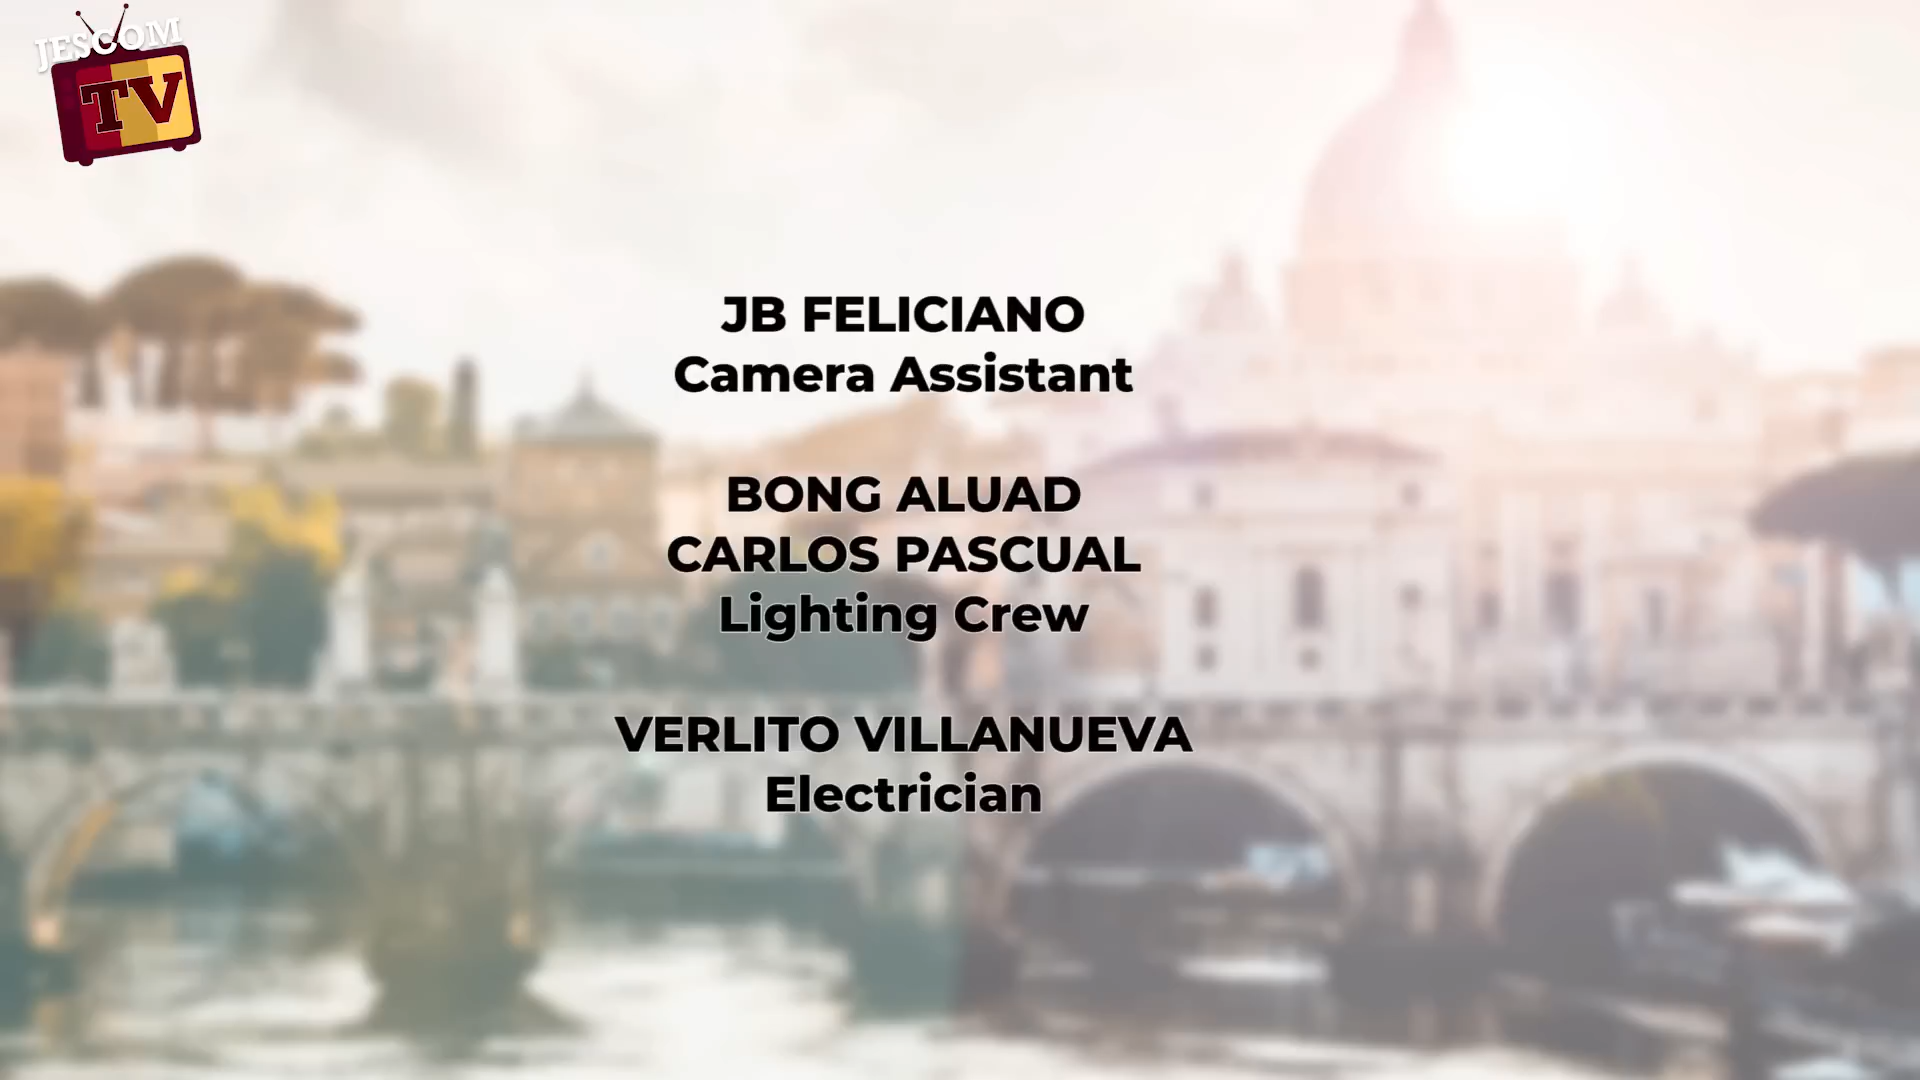 JESCOM
TV
JB FELICIANO
Camera Assistant
BONG ALUAD
CARLOS PASCUAL
Lighting Crew
VERLITO VILLANUEVA
Electrician